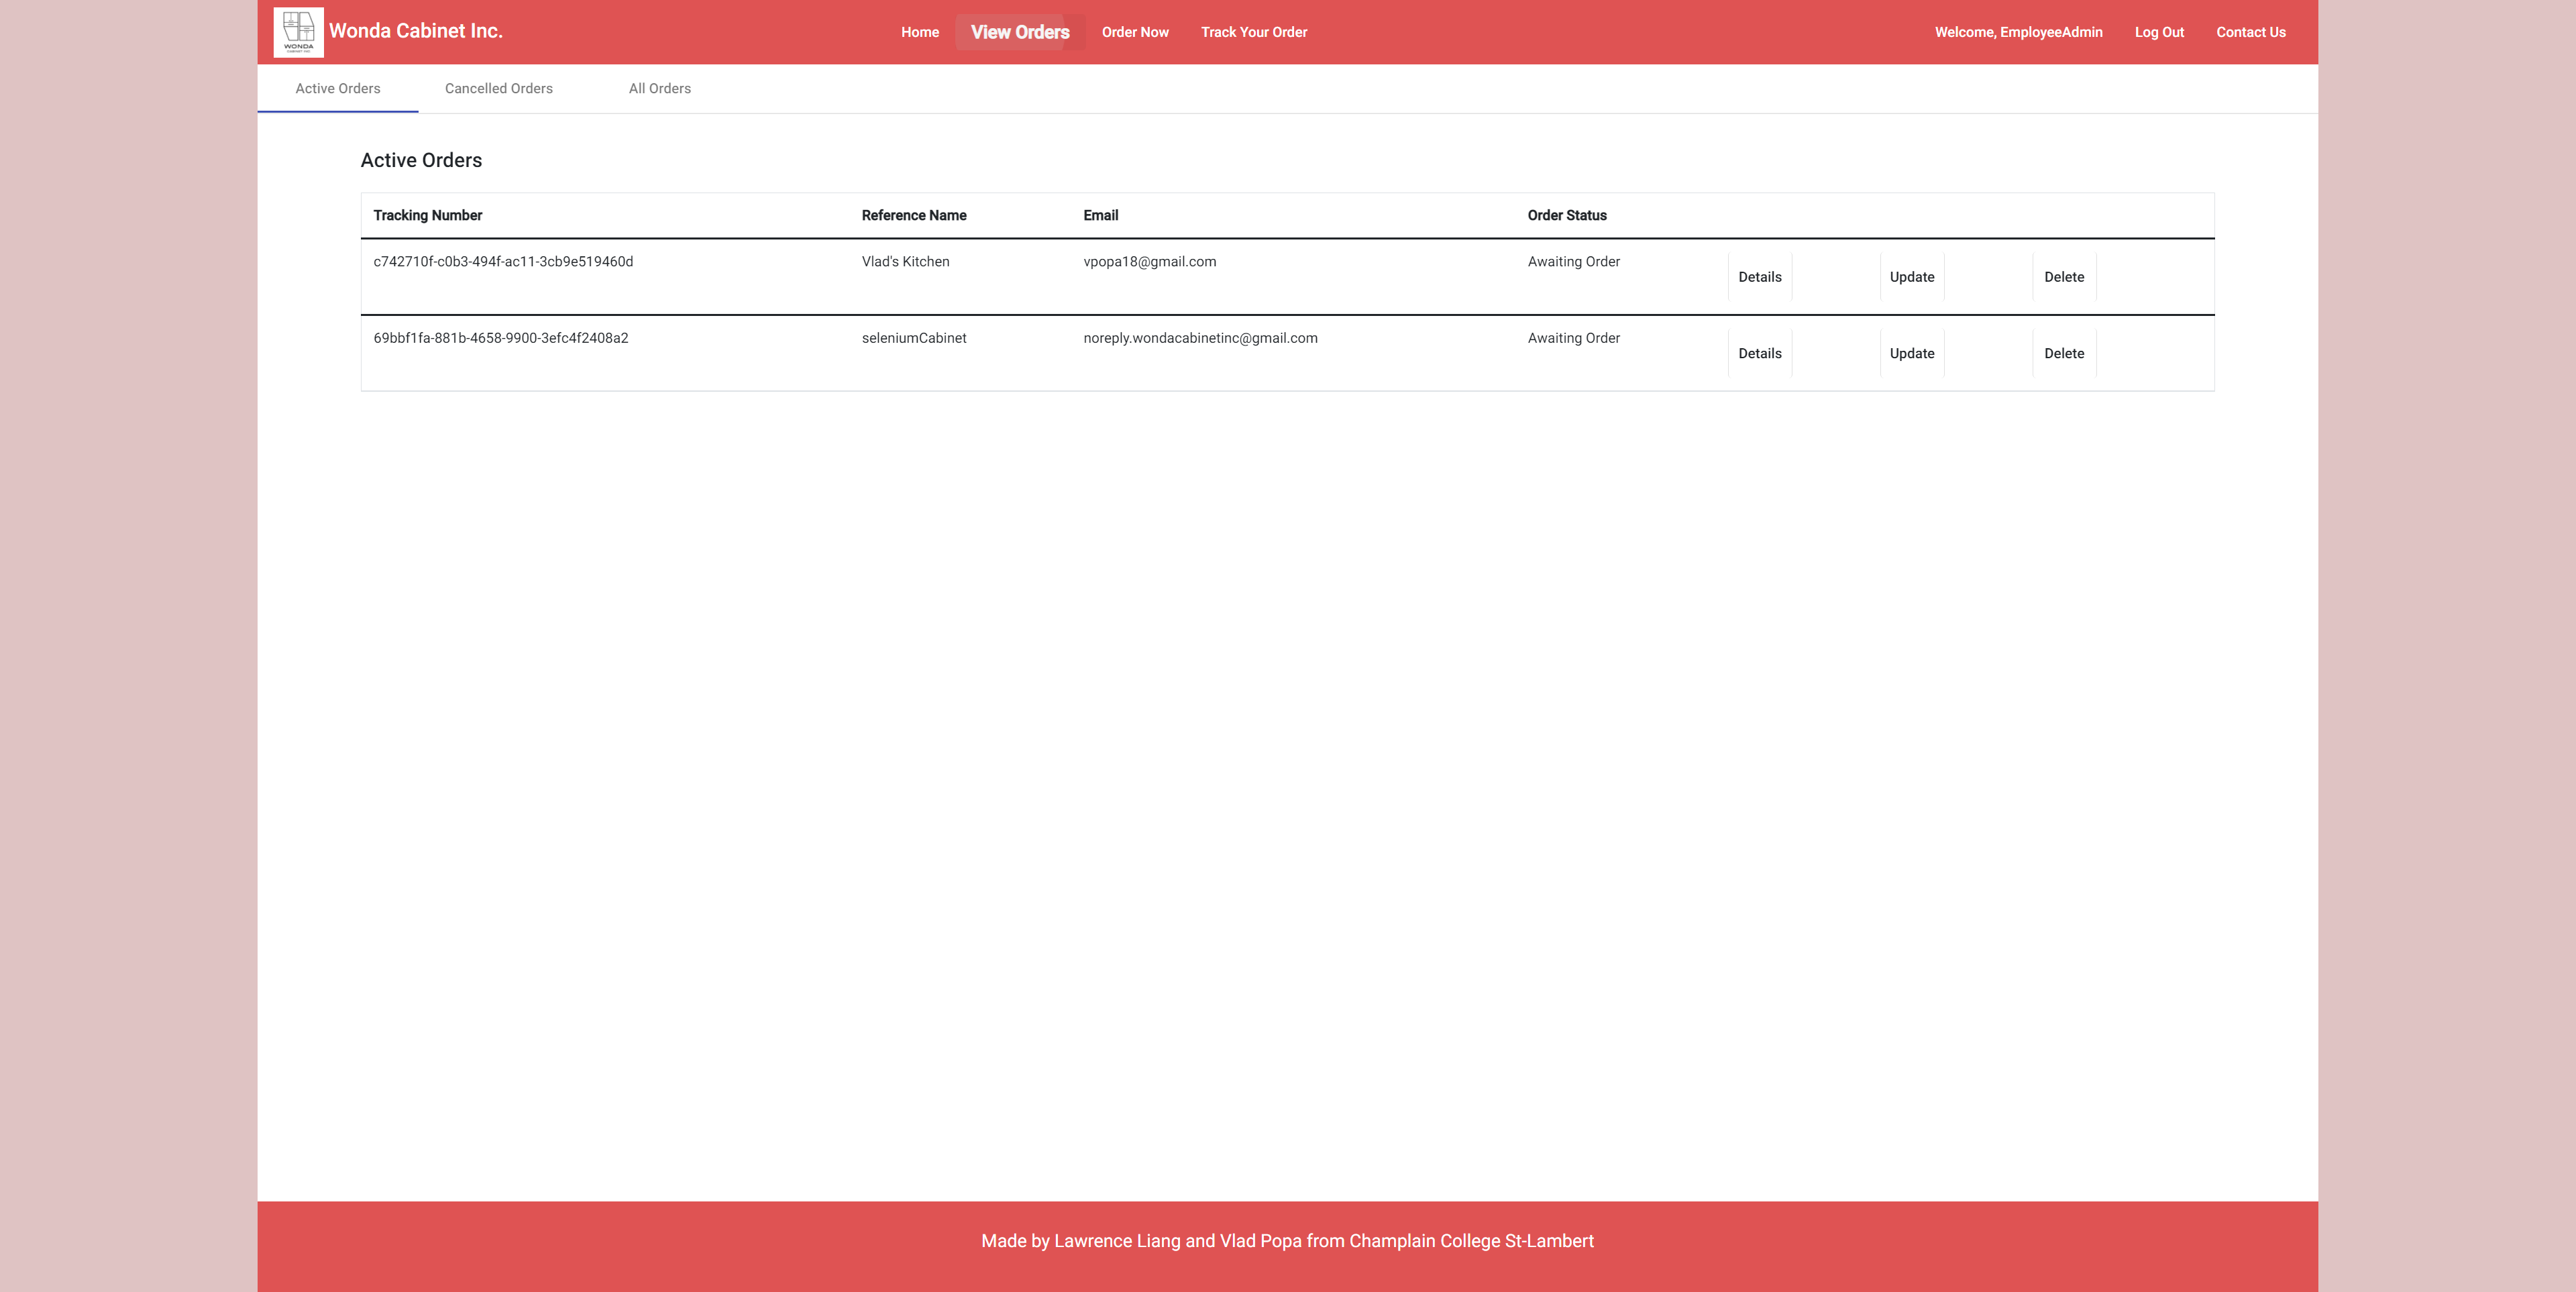 WONDA
CABINET INC.
Wonda Cabinet Inc.
Home View Orders Order Now Track Your Order
Welcome, EmployeeAdmin Log Out Contact Us
Active Orders Cancelled Orders All Orders
Active Orders
Tracking Number Reference Name Email Order Status
c742710f-c0b3-494f-ac11-3cb9e519460d Vlad's Kitchen vpopa18@gmail.com Awaiting Order Details Update Delete
69bbf1fa-881b-4658-9900-3efc4f2408a2 seleniumCabinet noreply.wondacabinetinc@gmail.com Awaiting Order Details Update Delete
Made by Lawrence Liang and Vlad Popa from Champlain College St-Lambert